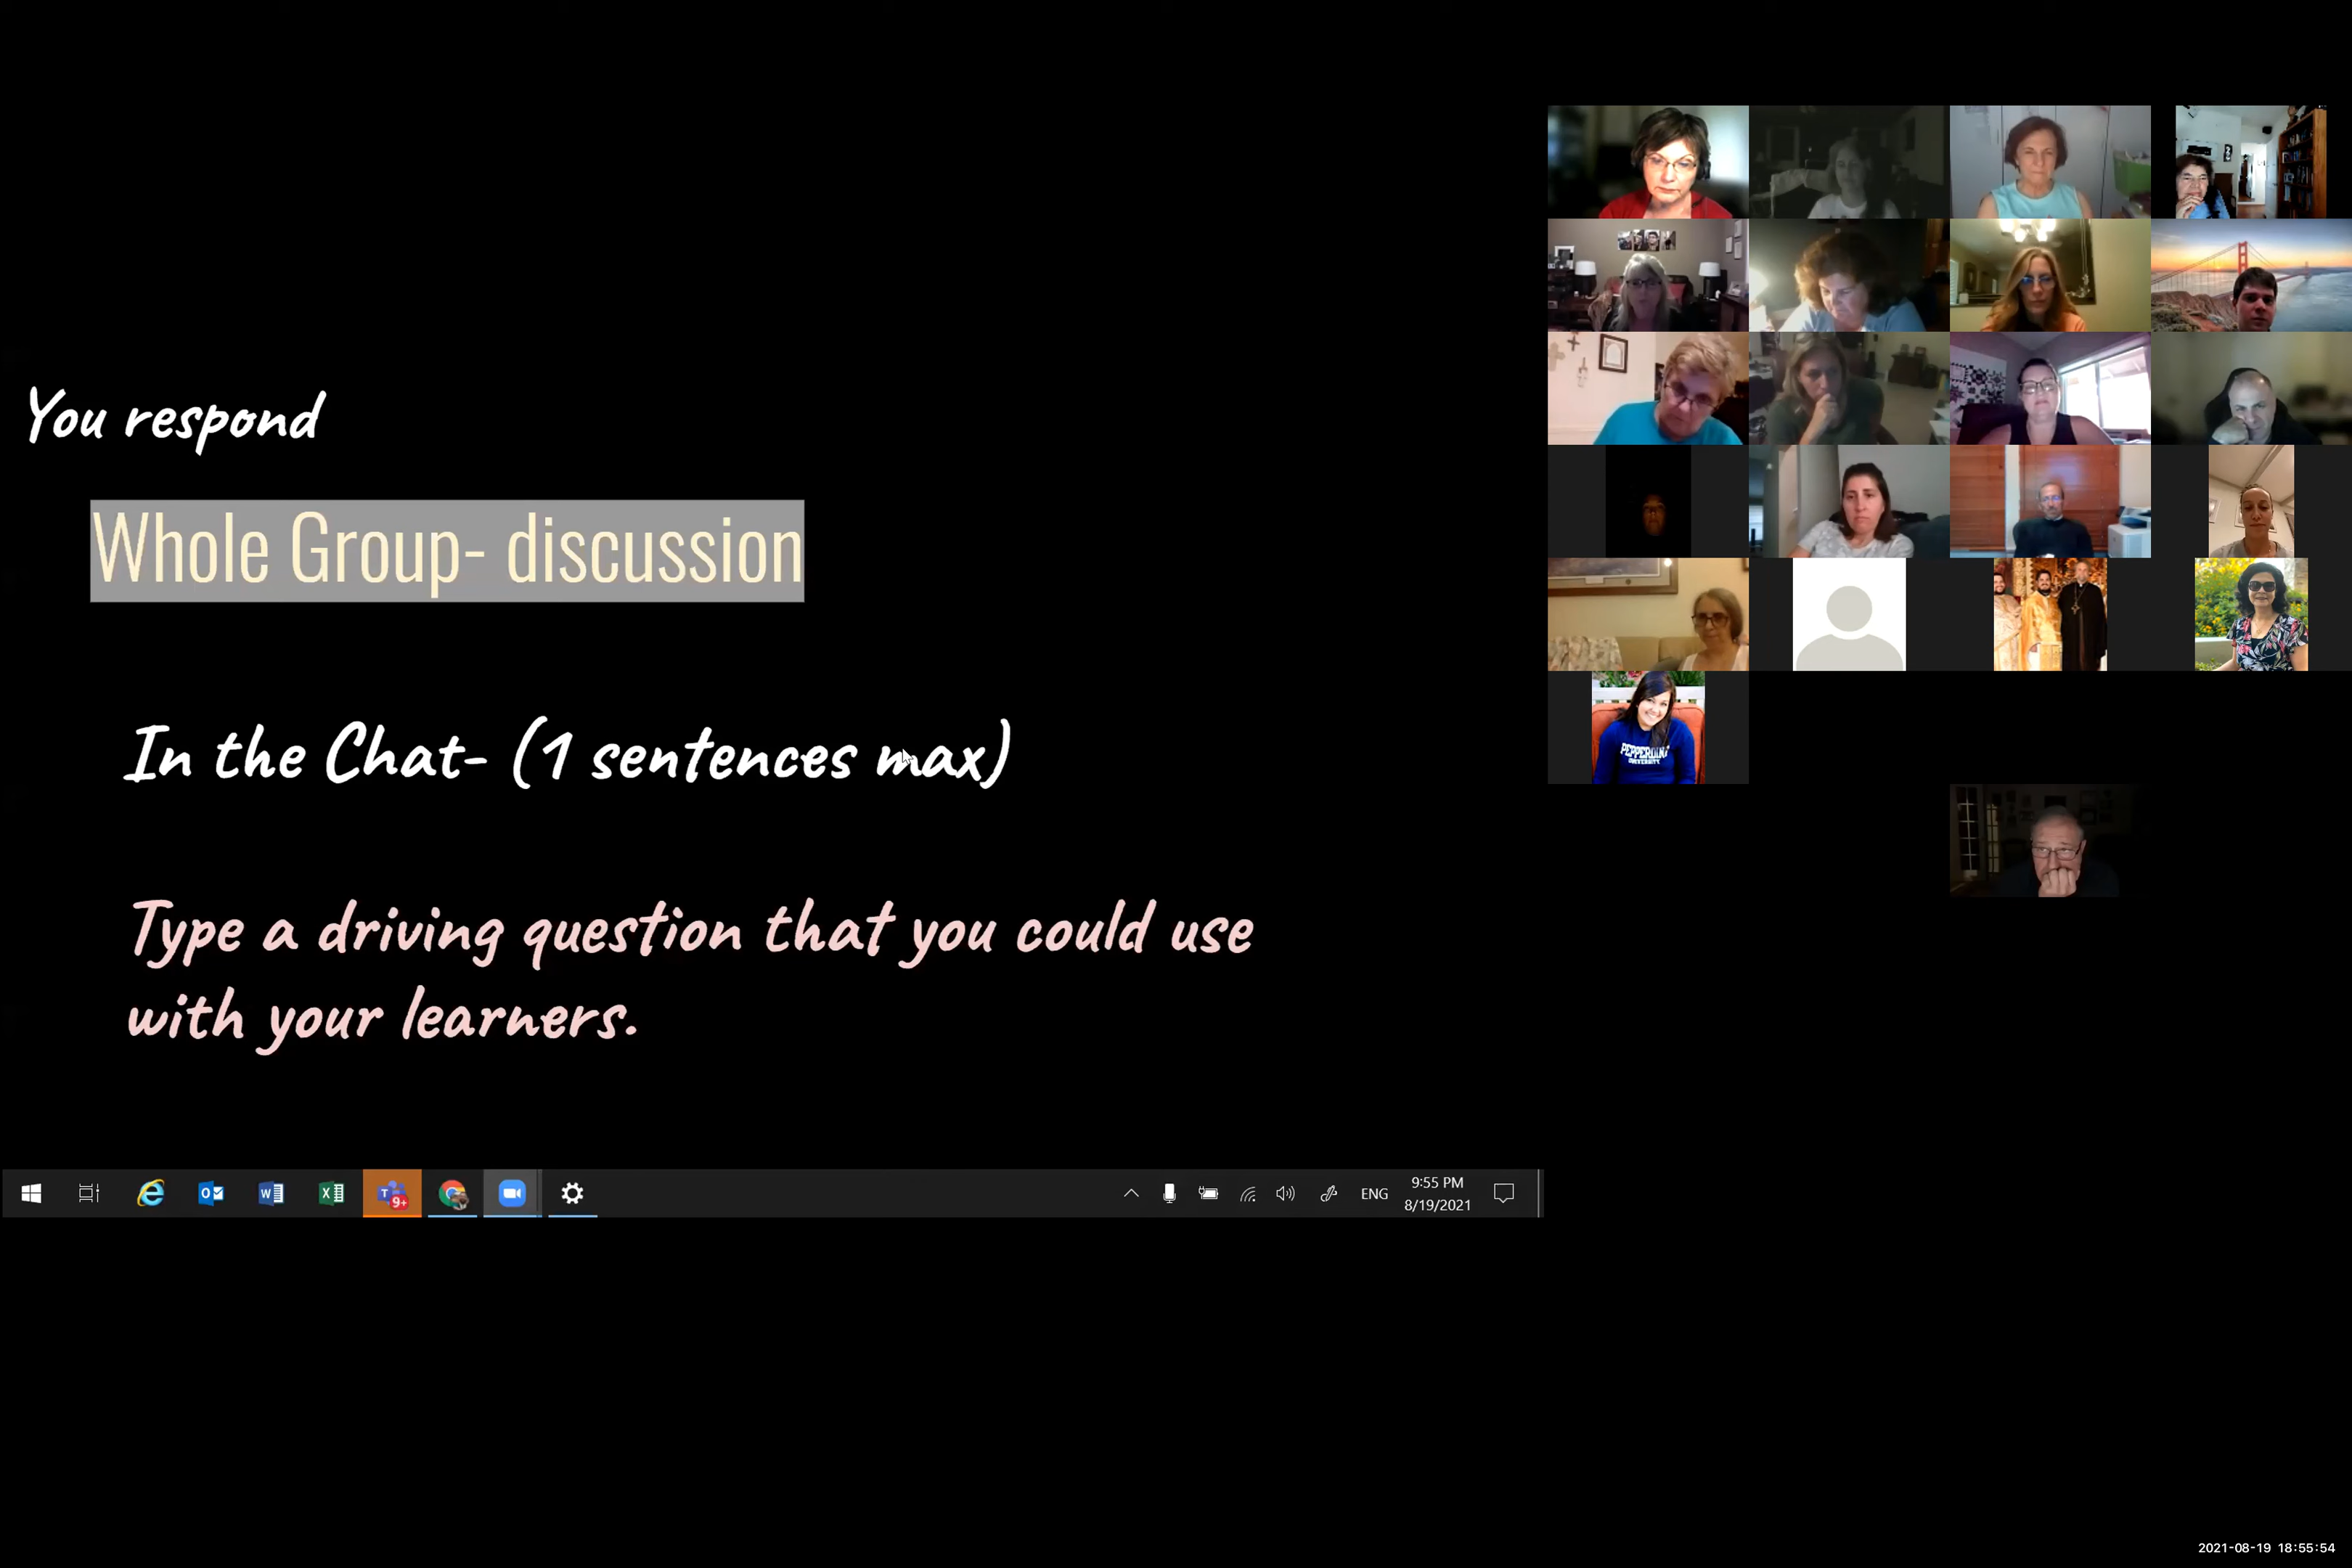 You respond
Whole Group- discussion
In the Chat- (1 sentences max)
Type a driving question that you could use
with your learners.
PEPPERDINE
UNIVERSITY
9+
ENG
9:55 PM
8/19/2021
2021-08-19 18:55:54